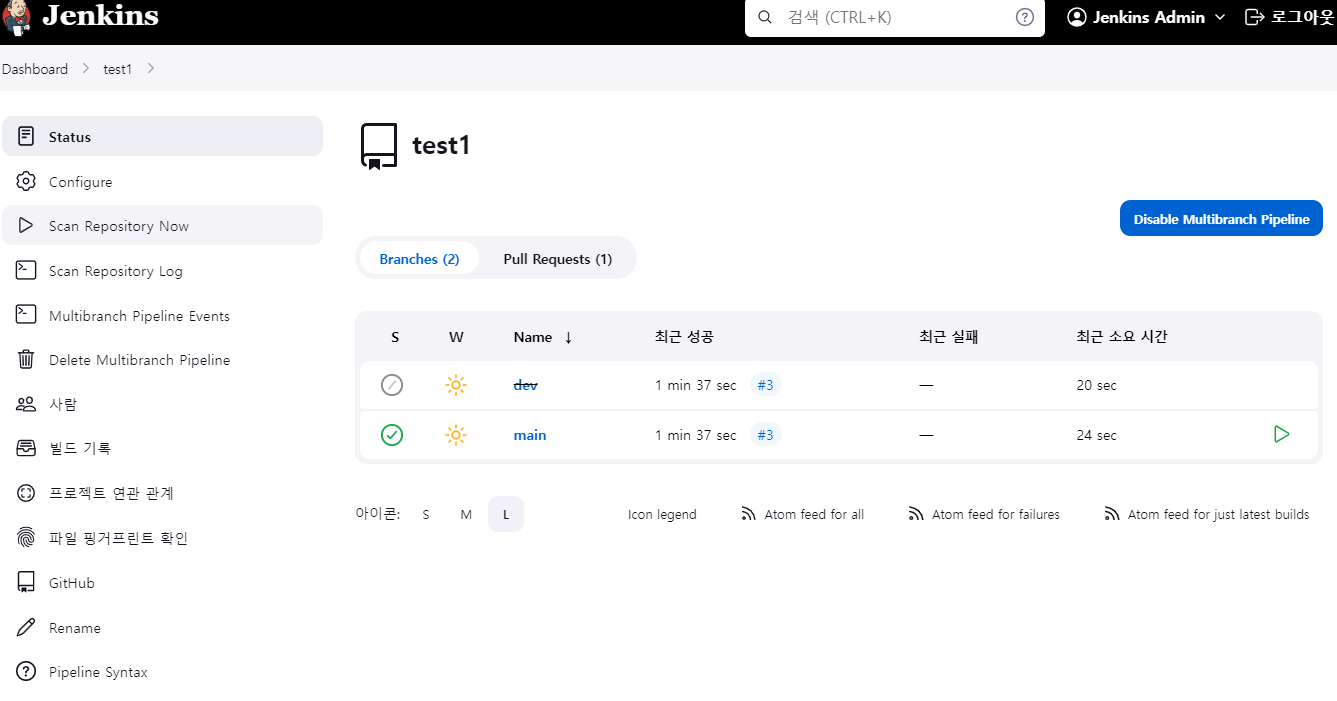 Jenkins
검색 (CTRL+K)
Jenkins Admin
로그아웃
Dashboard > test1 >
Status
Configure
Scan Repository Now
Scan Repository Log
Multibranch Pipeline Events
Delete Multibranch Pipeline
사람
빌드 기록
프로젝트 연관 관계
파일 핑거프린트 확인
GitHub
Rename
Pipeline Syntax
test1
Disable Multibranch Pipeline
Branches (2) Pull Requests (1)
S W Name ↓ 최근 성공 최근 실패 최근 소요 시간
dev 1 min 37 sec #3 — 20 sec
main 1 min 37 sec #3 — 24 sec
아이콘: S M L Icon legend Atom feed for all Atom feed for failures Atom feed for just latest builds